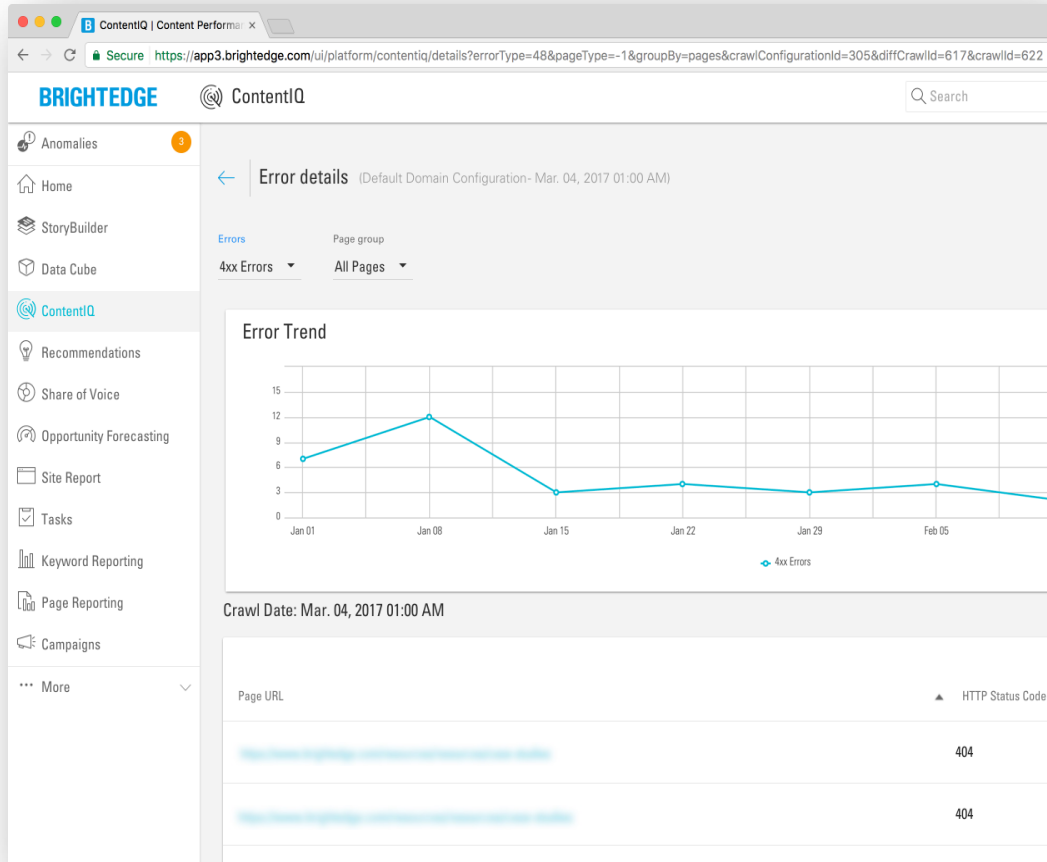 ContentIQ | Content Performa
Secure https://app3.brightedge.com/ui/platform/contentiq/details?errorType=48&pageType=-1&groupBy=pages&crawlConfigurationId=305&diffCrawlId=617&crawlId=622
BRIGHTEDGE ContentIQ Search
Anomalies 3
Home
StoryBuilder
Data Cube
ContentIQ
Recommendations
Share of Voice
Opportunity Forecasting
Site Report
Tasks
Keyword Reporting
Page Reporting
Campaigns
More
Error details (Default Domain Configuration- Mar. 04, 2017 01:00 AM)
Errors Page group
4xx Errors All Pages
Error Trend
15
12
9
6
3
0
Jan 01 Jan 08 Jan 15 Jan 22 Jan 29 Feb 05
4xx Errors
Crawl Date: Mar. 04, 2017 01:00 AM
Page URL HTTP Status Code
404
404